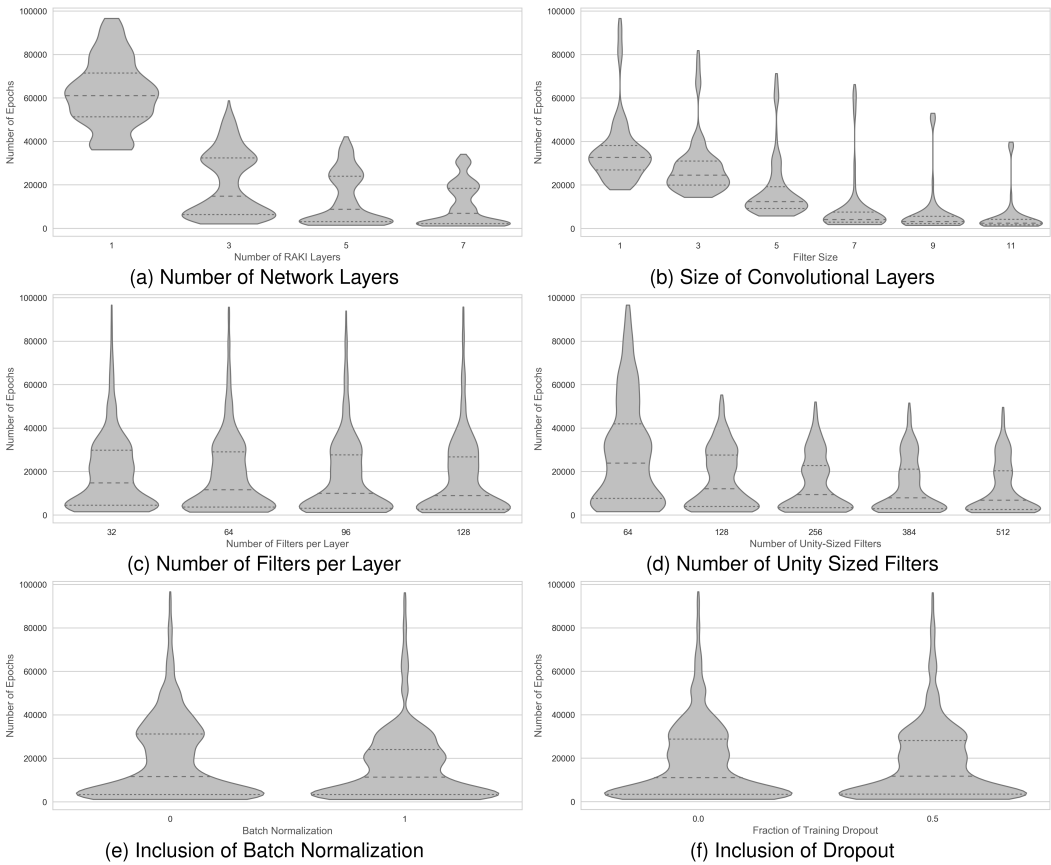 100000
80000
60000
40000
20000
0
Number of Epochs
1 3 5 7
Number of RAKI Layers
(a) Number of Network Layers
100000
80000
60000
40000
20000
0
Number of Epochs
1 3 5 7 9 11
Filter Size
(b) Size of Convolutional Layers
100000
80000
60000
40000
20000
0
Number of Epochs
32 64 96 128
Number of Filters per Layer
(c) Number of Filters per Layer
100000
80000
60000
40000
20000
0
Number of Epochs
64 128 256 384 512
Number of Unity-Sized Filters
(d) Number of Unity Sized Filters
100000
80000
60000
40000
20000
0
Number of Epochs
0 1
Batch Normalization
(e) Inclusion of Batch Normalization
100000
80000
60000
40000
20000
0
Number of Epochs
0.0 0.5
Fraction of Training Dropout
(f) Inclusion of Dropout